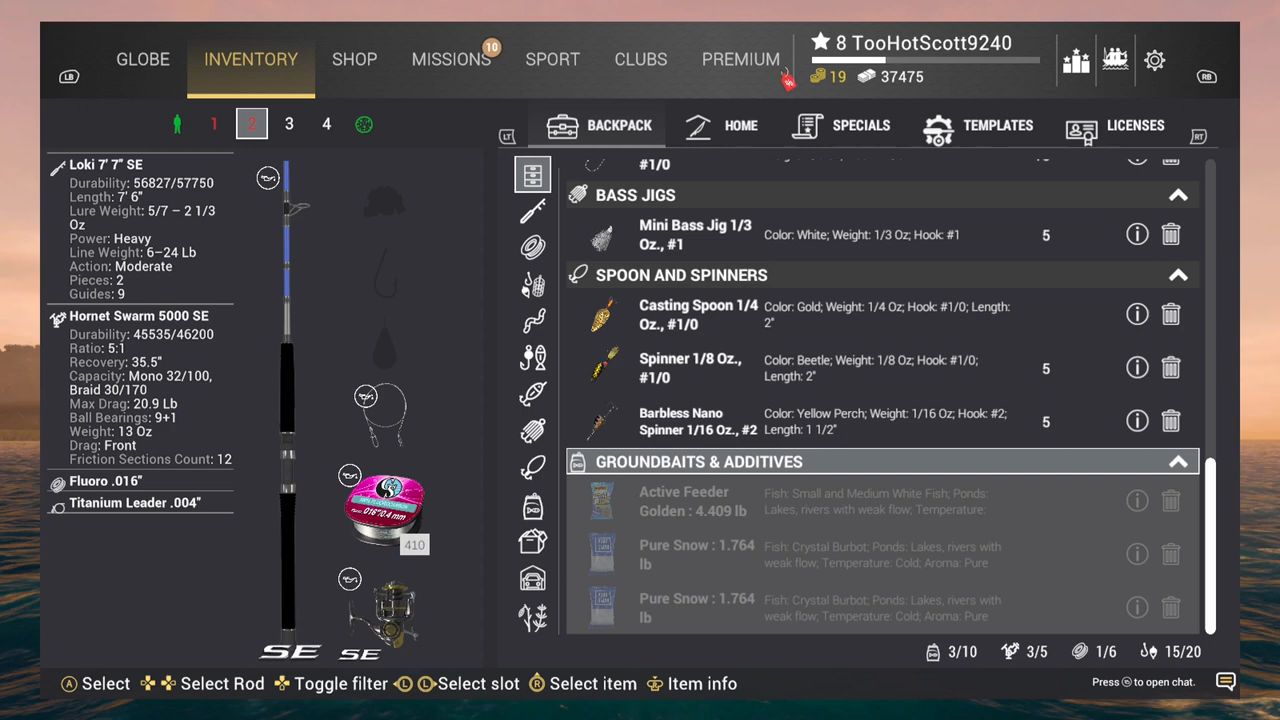 LB
GLOBE
INVENTORY
SHOP
MISSIONS
10
SPORT
CLUBS
PREMIUM
8 TooHotScott9240
19 37475
RB
1 2 3 4
LT
BACKPACK
HOME
SPECIALS
TEMPLATES
LICENSES
RT
Loki 7' 7" SE
Durability: 56827/57750
Length: 7' 6"
Lure Weight: 5/7 – 2 1/3
Oz
Power: Heavy
Line Weight: 6–24 Lb
Action: Moderate
Pieces: 2
Guides: 9
Hornet Swarm 5000 SE
Durability: 45535/46200
Ratio: 5:1
Recovery: 35.5"
Capacity: Mono 32/100,
Braid 30/170
Max Drag: 20.9 Lb
Ball Bearings: 9+1
Weight: 13 Oz
Drag: Front
Friction Sections Count: 12
Fluoro .016"
Titanium Leader .004"
.016"/0.4 mm
410
SE
SE
#1/0
BASS JIGS
Mini Bass Jig 1/3
Oz., #1
Color: White; Weight: 1/3 Oz; Hook: #1
5
SPOON AND SPINNERS
Casting Spoon 1/4
Oz., #1/0
Color: Gold; Weight: 1/4 Oz; Hook: #1/0; Length:
2"
Spinner 1/8 Oz.,
#1/0
Color: Beetle; Weight: 1/8 Oz; Hook: #1/0;
Length: 2"
5
Barbless Nano
Spinner 1/16 Oz., #2
Color: Yellow Perch; Weight: 1/16 Oz; Hook: #2;
Length: 1 1/2"
5
GROUNDBAITS & ADDITIVES
Active Feeder
Golden : 4.409 lb
Fish: Small and Medium White Fish; Ponds:
Lakes, rivers with weak flow; Temperature:
Pure Snow : 1.764
lb
Fish: Crystal Burbot; Ponds: Lakes, rivers with
weak flow; Temperature: Cold; Aroma: Pure
Pure Snow : 1.764
lb
Fish: Crystal Burbot; Ponds: Lakes, rivers with
weak flow; Temperature: Cold; Aroma: Pure
3/10 3/5 1/6 15/20
A Select
Select Rod
Toggle filter
L L Select slot
R Select item
Item info
Press to open chat.